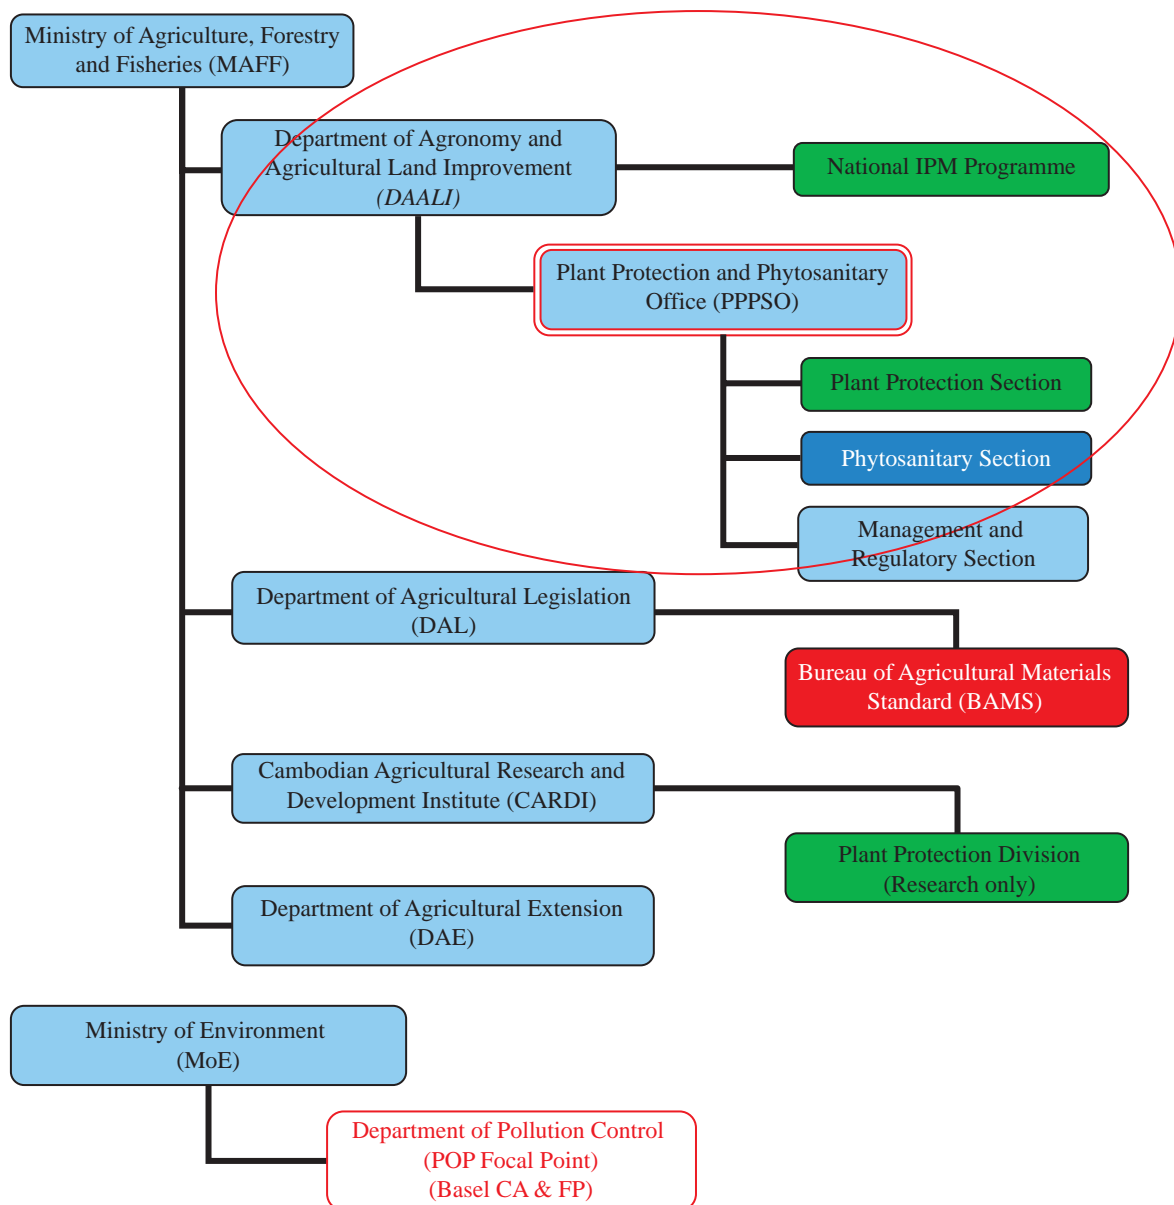 Ministry of Agriculture, Forestry
and Fisheries (MAFF)
Department of Agronomy and
Agricultural Land Improvement
(DAALI)
National IPM Programme
Plant Protection and Phytosanitary
Office (PPPSO)
Plant Protection Section
Phytosanitary Section
Management and
Regulatory Section
Department of Agricultural Legislation
(DAL)
Bureau of Agricultural Materials
Standard (BAMS)
Cambodian Agricultural Research and
Development Institute (CARDI)
Plant Protection Division
(Research only)
Department of Agricultural Extension
(DAE)
Ministry of Environment
(MoE)
Department of Pollution Control
(POP Focal Point)
(Basel CA & FP)